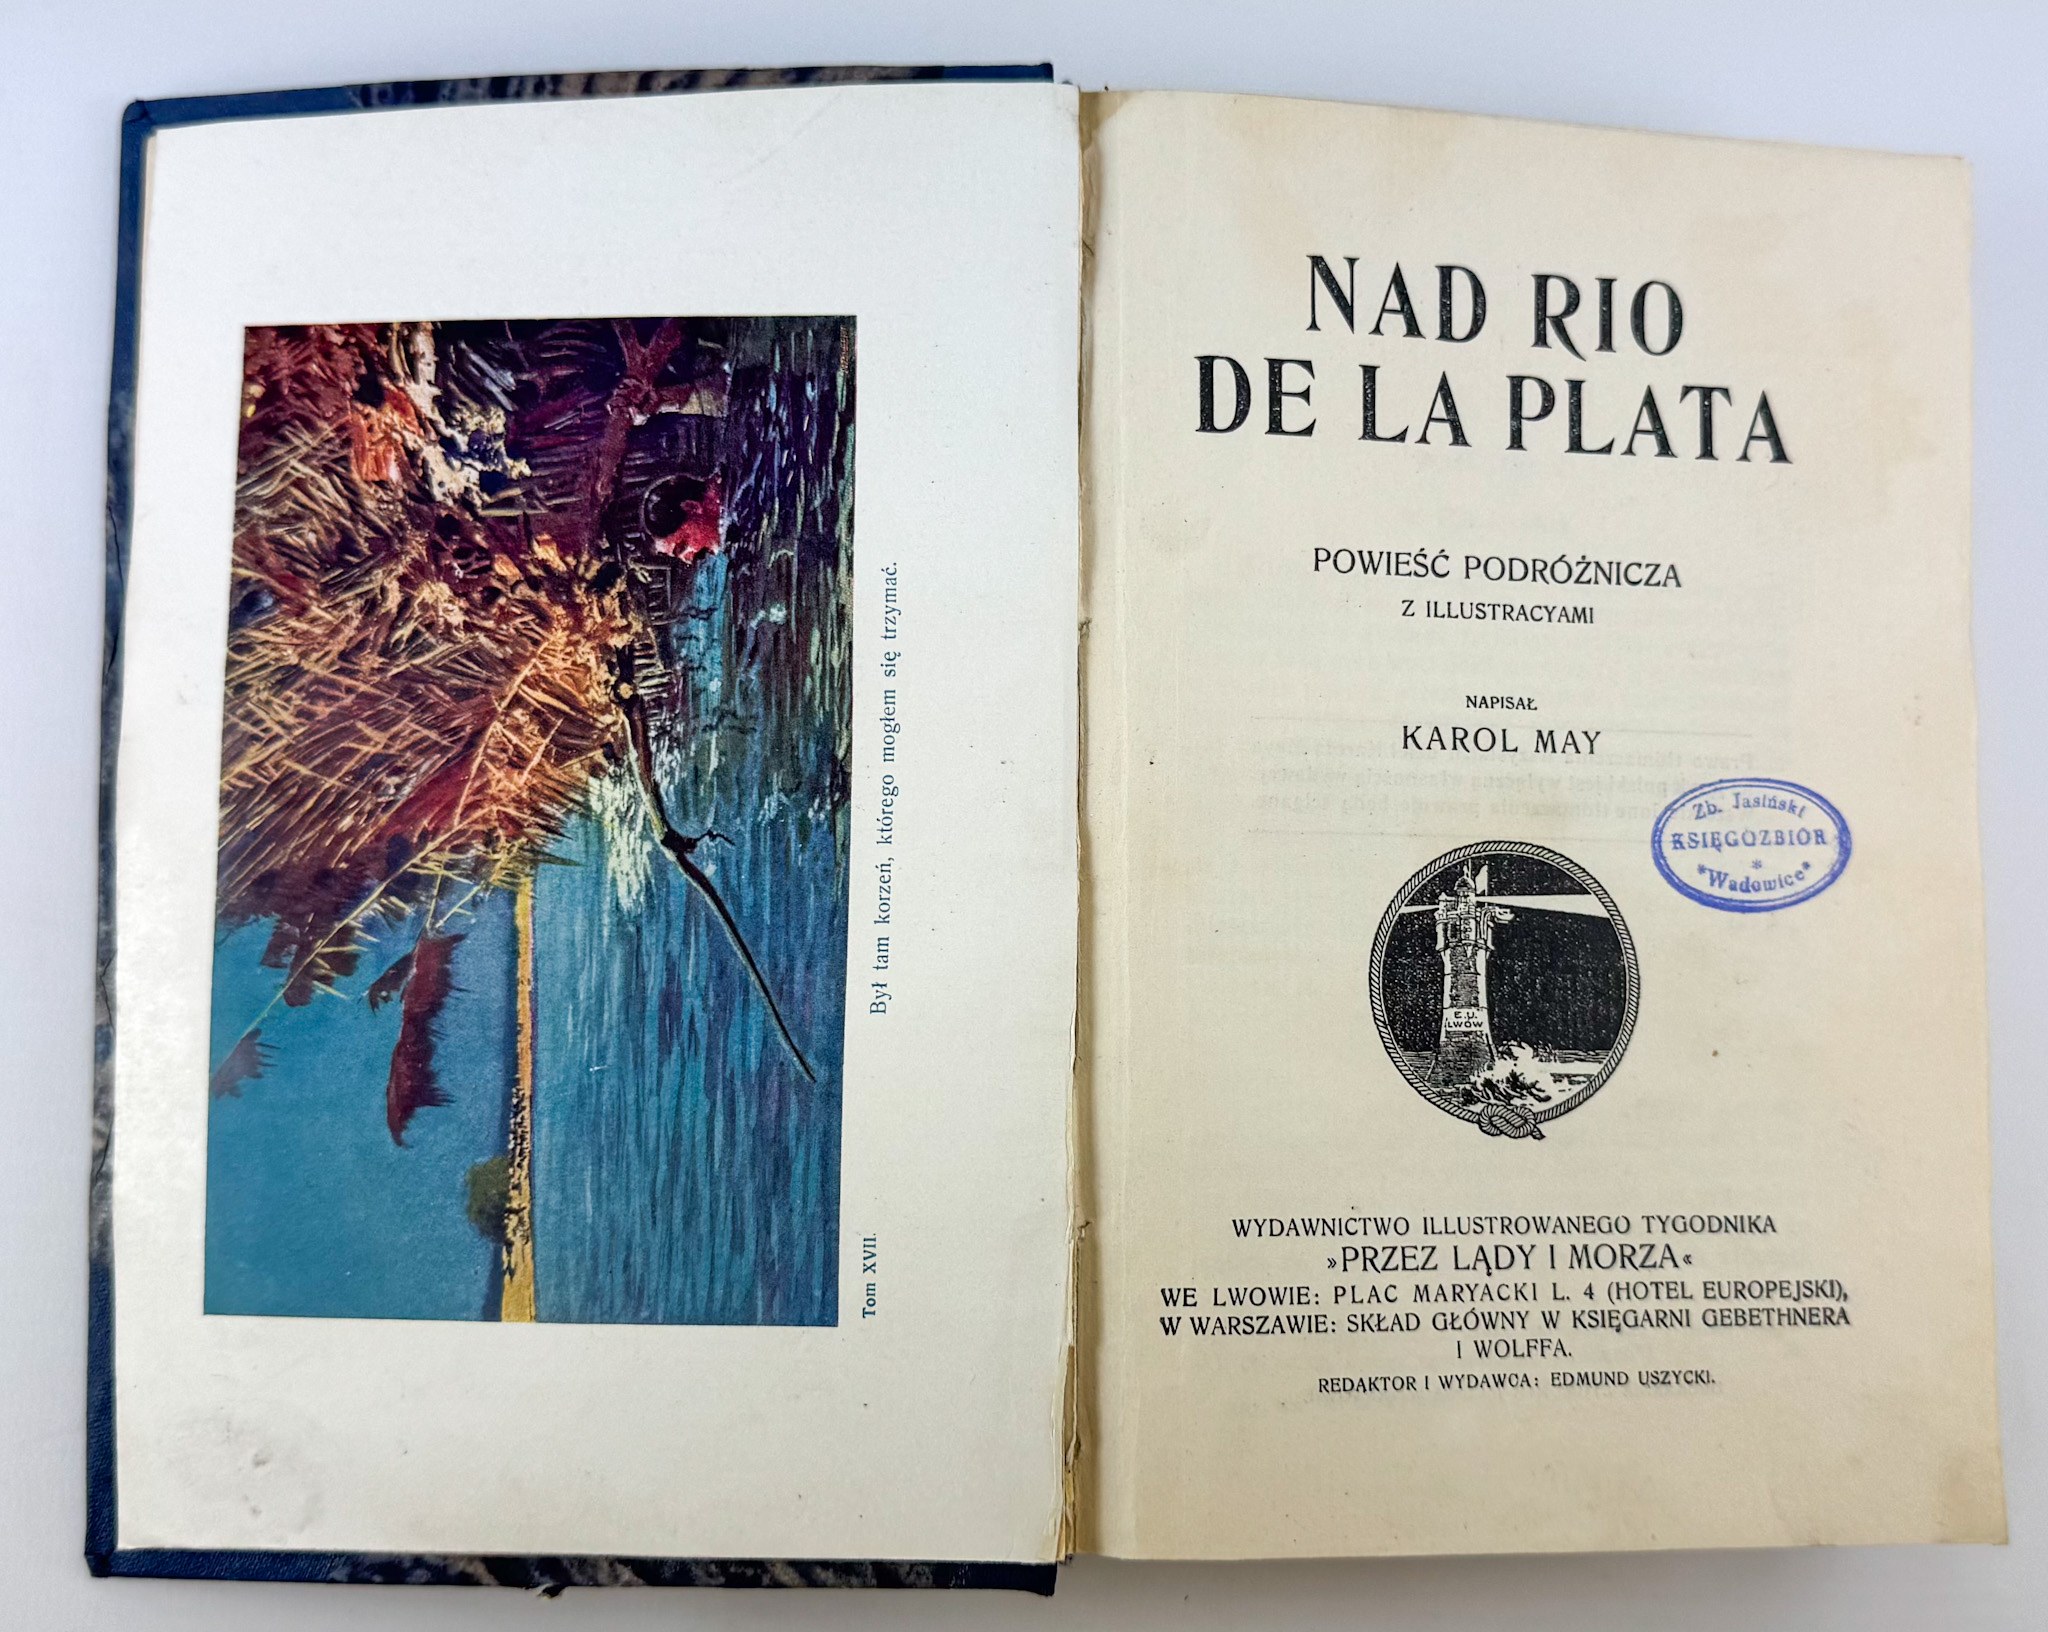 Był tam korzeń, którego mogłem się trzymać.
Tom XVII.
NAD RIO
DE LA PLATA
POWIEŚĆ PODRÓŻNICZA
Z ILLUSTRACYAMI
NAPISAŁ
KAROL MAY
Zb. Jasiński
KSIĘGOZBIÓR
*
*Wadowice*
E.U.
LWÓW
WYDAWNICTWO ILLUSTROWANEGO TYGODNIKA
»PRZEZ LĄDY I MORZA«
WE LWOWIE: PLAC MARYACKI L. 4 (HOTEL EUROPEJSKI),
W WARSZAWIE: SKŁAD GŁÓWNY W KSIĘGARNI GEBETHNERA
I WOLFFA.
REDAKTOR I WYDAWCA: EDMUND USZYCKI.